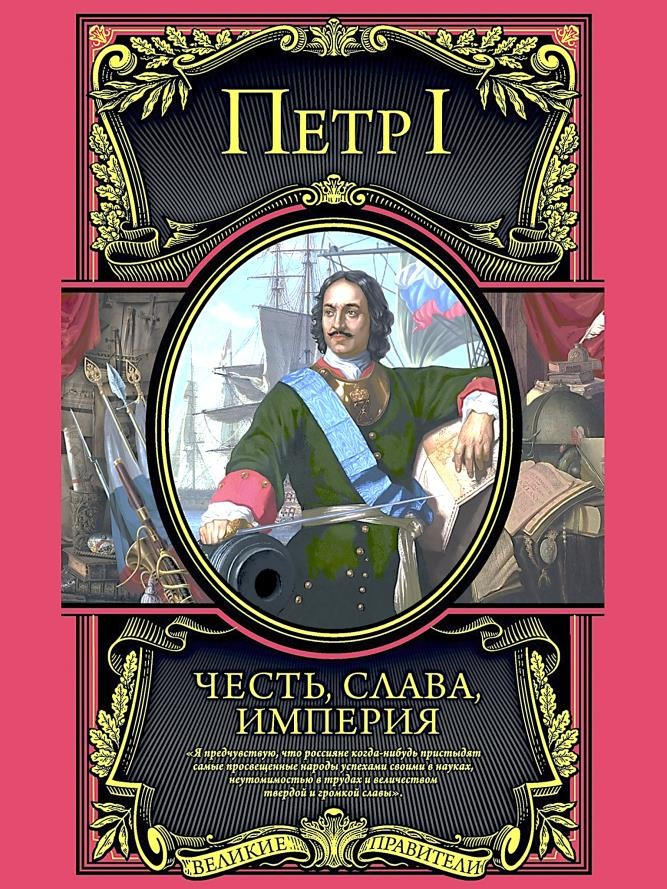 ПЕТР I
ЧЕСТЬ, СЛАВА,
ИМПЕРИЯ
«Я предчувствую, что россияне когда-нибудь пристыдят
самые просвещенные народы успехами своими в науках,
неутомимостью в трудах и величеством
твердой и громкой славы».
ВЕЛИКИЕ ПРАВИТЕЛИ